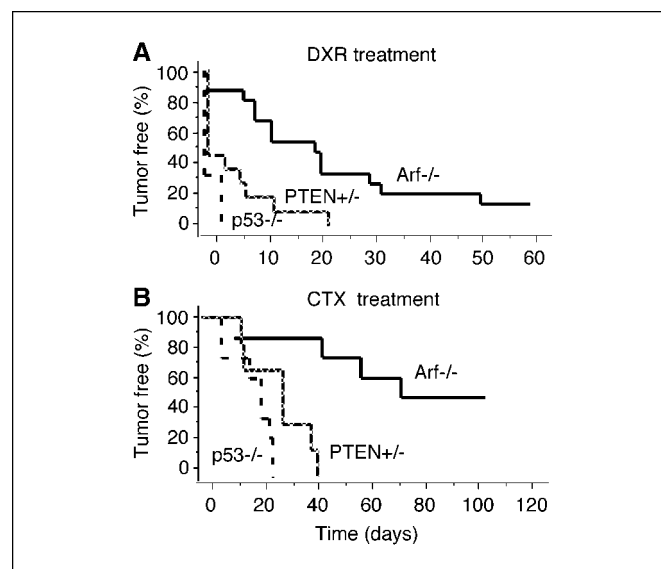 A
DXR treatment
Tumor free (%)
100
80
60
40
20
0
Arf-/-
PTEN+/-
p53-/-
0 10 20 30 40 50 60
B
CTX treatment
Tumor free (%)
100
80
60
40
20
0
Arf-/-
p53-/- PTEN+/-
0 20 40 60 80 100 120
Time (days)